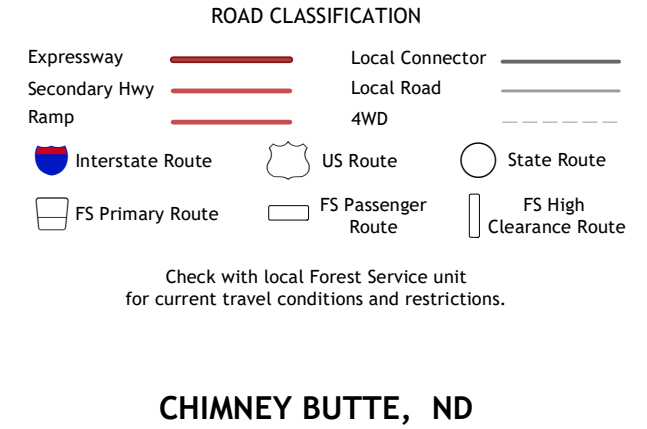 ROAD CLASSIFICATION
Expressway
Local Connector
Secondary Hwy
Local Road
Ramp
4WD
Interstate Route
US Route
State Route
FS Primary Route
FS Passenger
Route
FS High
Clearance Route
Check with local Forest Service unit
for current travel conditions and restrictions.
CHIMNEY BUTTE, ND